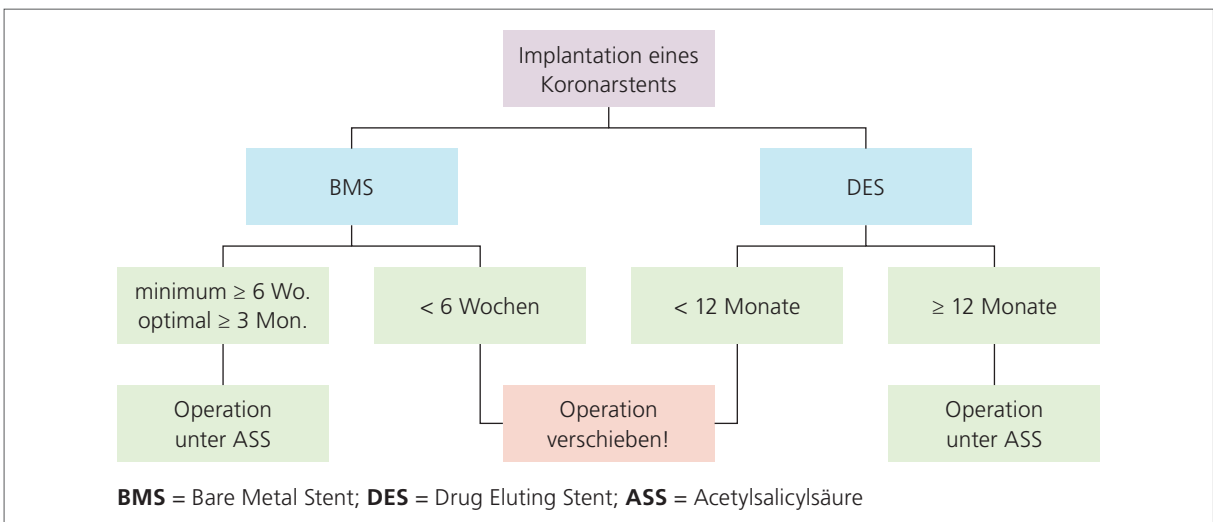 Implantation eines
Koronarstents
BMS
DES
minimum ≥ 6 Wo.
optimal ≥ 3 Mon.
< 6 Wochen
< 12 Monate
≥ 12 Monate
Operation
unter ASS
Operation
verschieben!
Operation
unter ASS
BMS = Bare Metal Stent; DES = Drug Eluting Stent; ASS = Acetylsalicylsäure